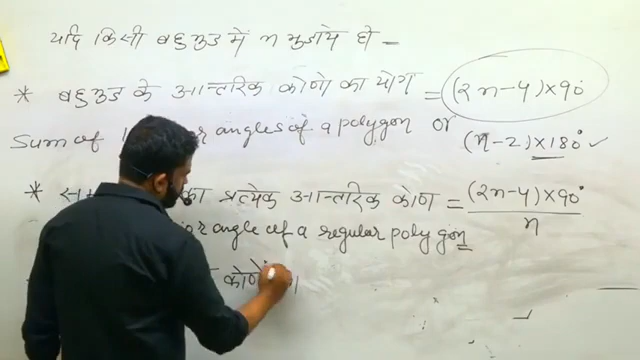 यदि किसी बहुभुज में n भुजायें हो -
* बहुभुज के आन्तरिक कोणों का योग = (2n-4)×90°
Sum of angles of a polygon or (n-2)×180° ✓
* का प्रत्येक आन्तरिक कोण = (2n-4)×90° / n
angle of a regular polygon
कोणों